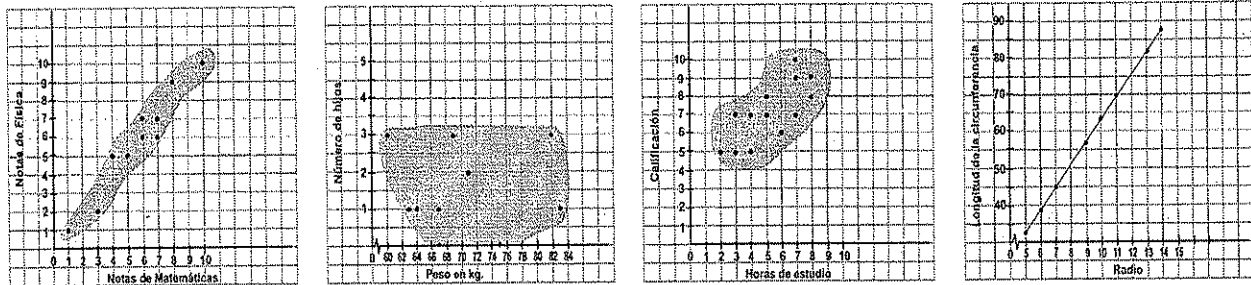 Notas de Física
10
9
8
7
6
5
4
3
2
1
0 1 2 3 4 5 6 7 8 9 10
Notas de Matemáticas
Número de hijos
5
4
3
2
1
0 60 62 64 66 68 70 72 74 76 78 80 82 84
Peso en kg.
Calificación
10
9
8
7
6
5
4
3
2
1
0 1 2 3 4 5 6 7 8 9 10
Horas de estudio
Longitud de la circunferencia
90
80
70
60
50
40
0 5 6 7 8 9 10 11 12 13 14 15
Radio